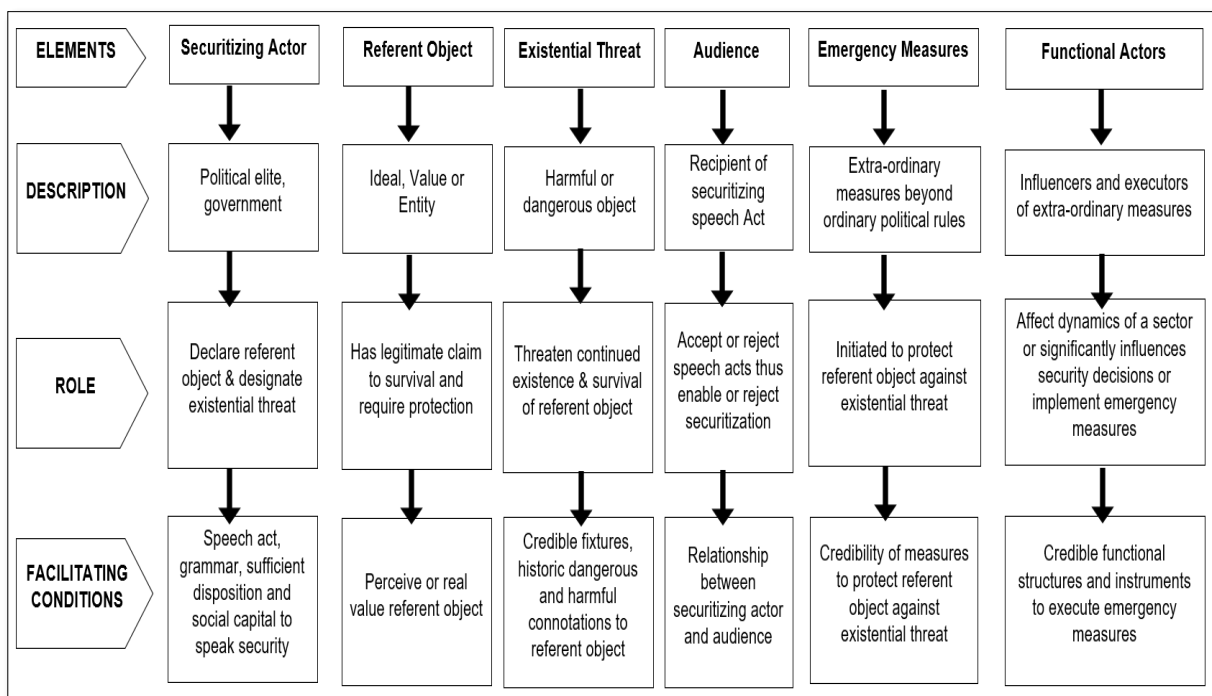 ELEMENTS
Securitizing Actor
Referent Object
Existential Threat
Audience
Emergency Measures
Functional Actors
DESCRIPTION
Political elite,
government
Ideal, Value or
Entity
Harmful or
dangerous object
Recipient of
securitizing
speech Act
Extra-ordinary
measures beyond
ordinary political rules
Influencers and executors
of extra-ordinary measures
ROLE
Declare referent
object & designate
existential threat
Has legitimate claim
to survival and
require protection
Threaten continued
existence & survival
of referent object
Accept or reject
speech acts thus
enable or reject
securitization
Initiated to protect
referent object against
existential threat
Affect dynamics of a sector
or significantly influences
security decisions or
implement emergency
measures
FACILITATING
CONDITIONS
Speech act,
grammar, sufficient
disposition and
social capital to
speak security
Perceive or real
value referent object
Credible fixtures,
historic dangerous
and harmful
connotations to
referent object
Relationship
between
securitizing actor
and audience
Credibility of measures
to protect referent
object against
existential threat
Credible functional
structures and instruments
to execute emergency
measures